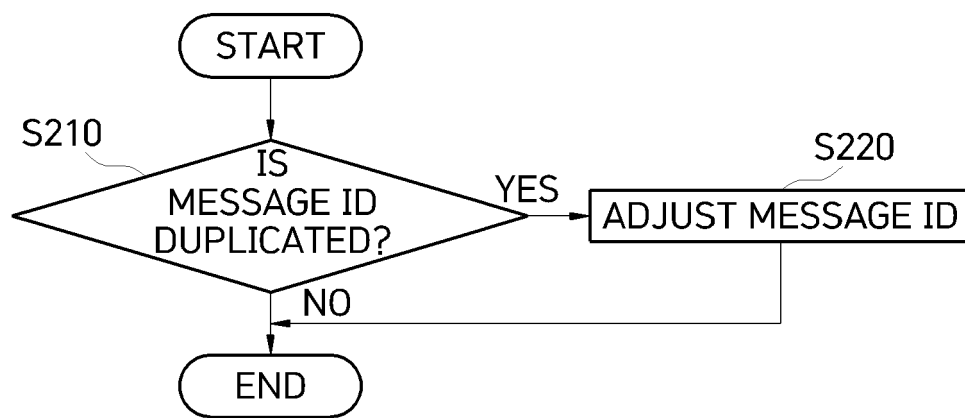 START
S210
IS
MESSAGE ID
DUPLICATED?
YES
S220
ADJUST MESSAGE ID
NO
END